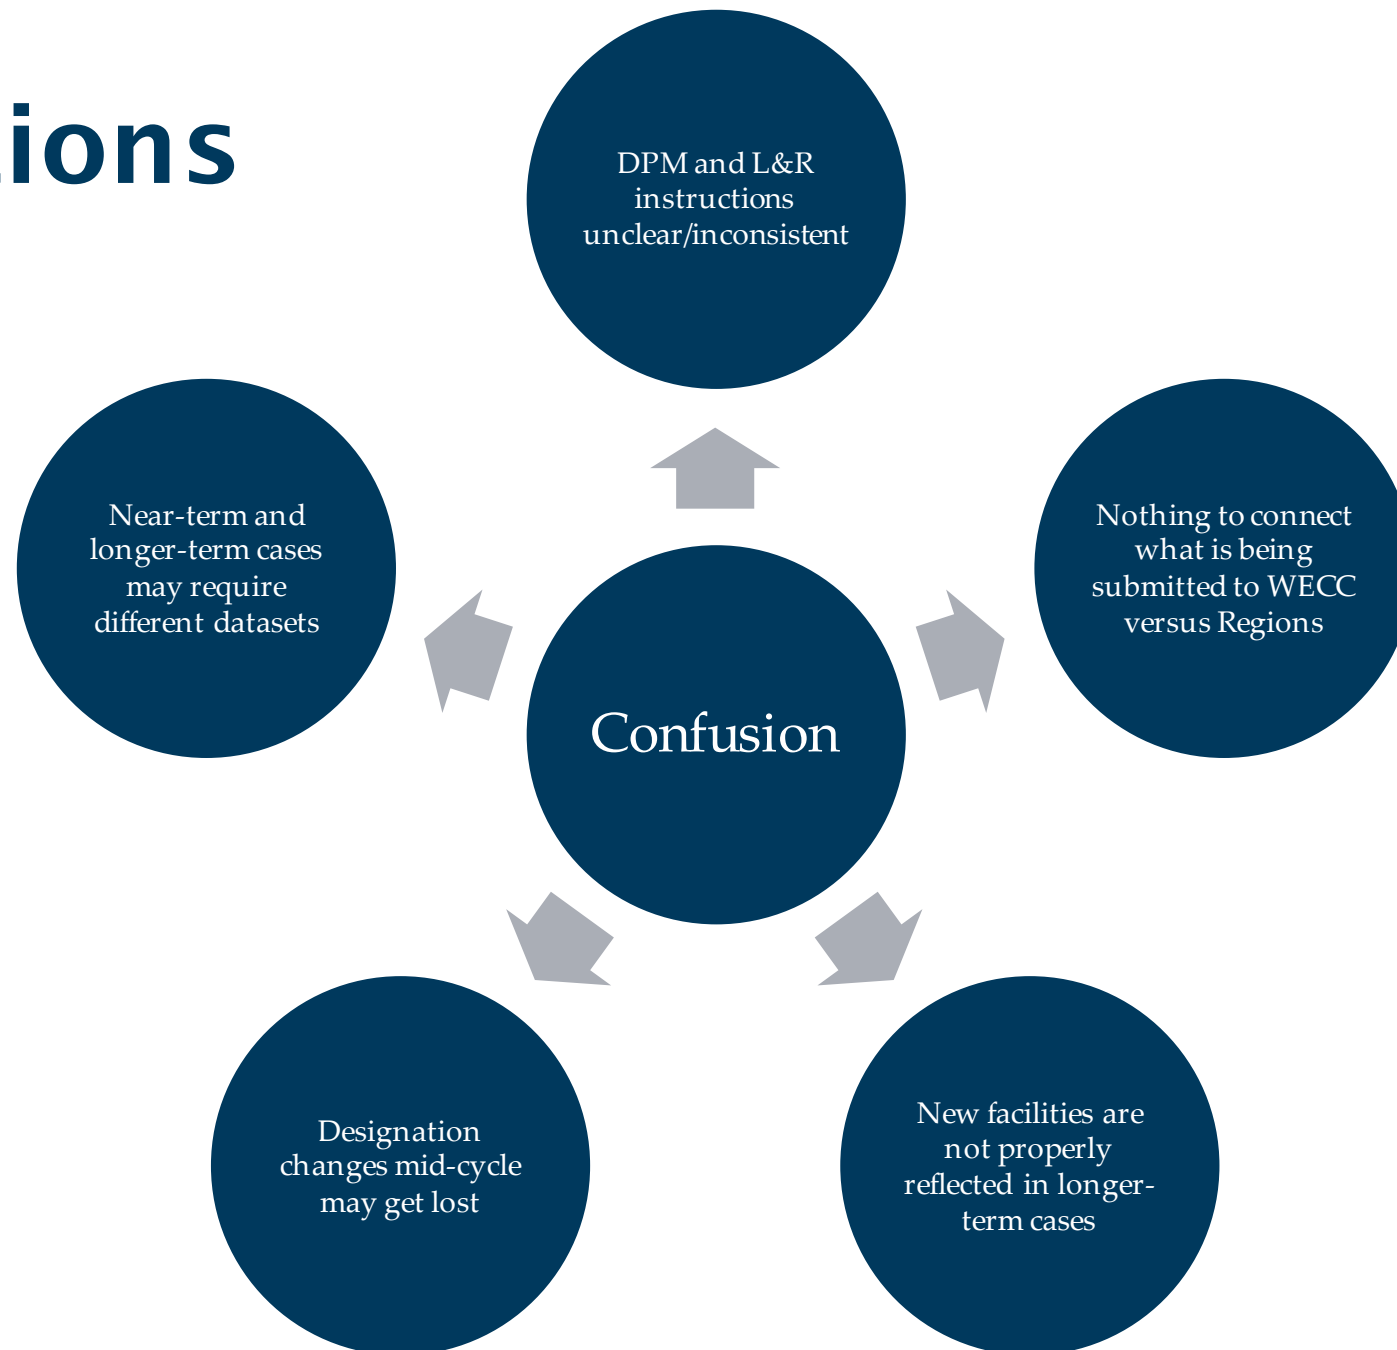 ions
DPM and L&R
instructions
unclear/inconsistent
Near-term and
longer-term cases
may require
different datasets
Nothing to connect
what is being
submitted to WECC
versus Regions
Confusion
Designation
changes mid-cycle
may get lost
New facilities are
not properly
reflected in longer-
term cases